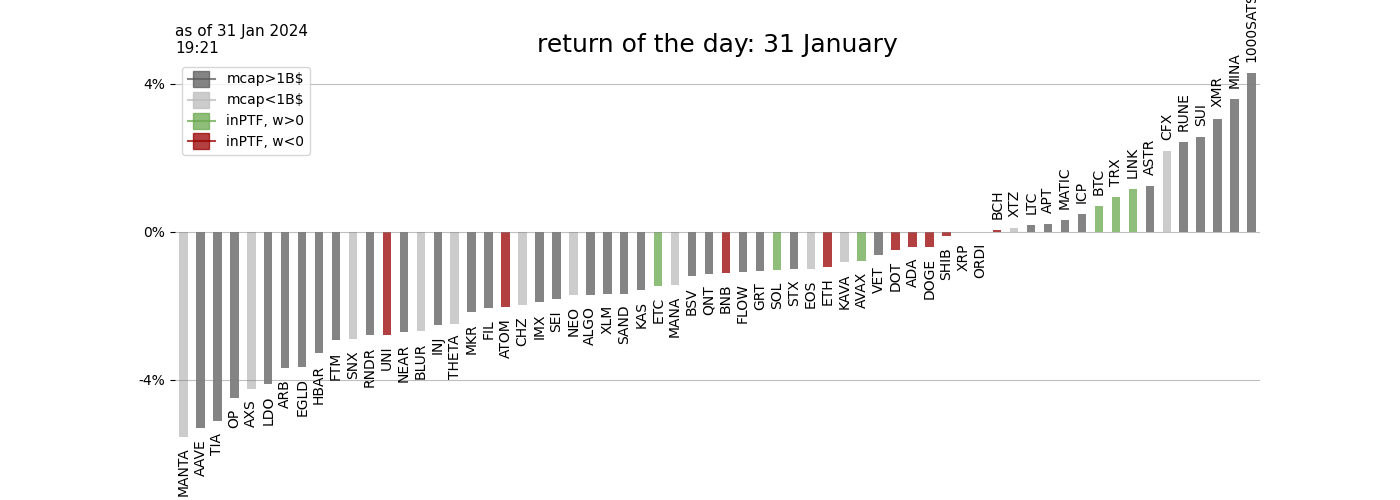 as of 31 Jan 2024
19:21
return of the day: 31 January
mcap>1B$
mcap<1B$
inPTF, w>0
inPTF, w<0
4%
0%
-4%
MANTA
AAVE
TIA
OP
AXS
LDO
ARB
EGLD
HBAR
FTM
SNX
RNDR
UNI
NEAR
BLUR
INJ
THETA
MKR
FIL
ATOM
CHZ
IMX
SEI
NEO
ALGO
XLM
SAND
KAS
ETC
MANA
BSV
QNT
BNB
FLOW
GRT
SOL
STX
EOS
ETH
KAVA
AVAX
VET
DOT
ADA
DOGE
SHIB
XRP
ORDI
BCH
XTZ
LTC
APT
MATIC
ICP
BTC
TRX
LINK
ASTR
CFX
RUNE
SUI
XMR
MINA
1000SATS